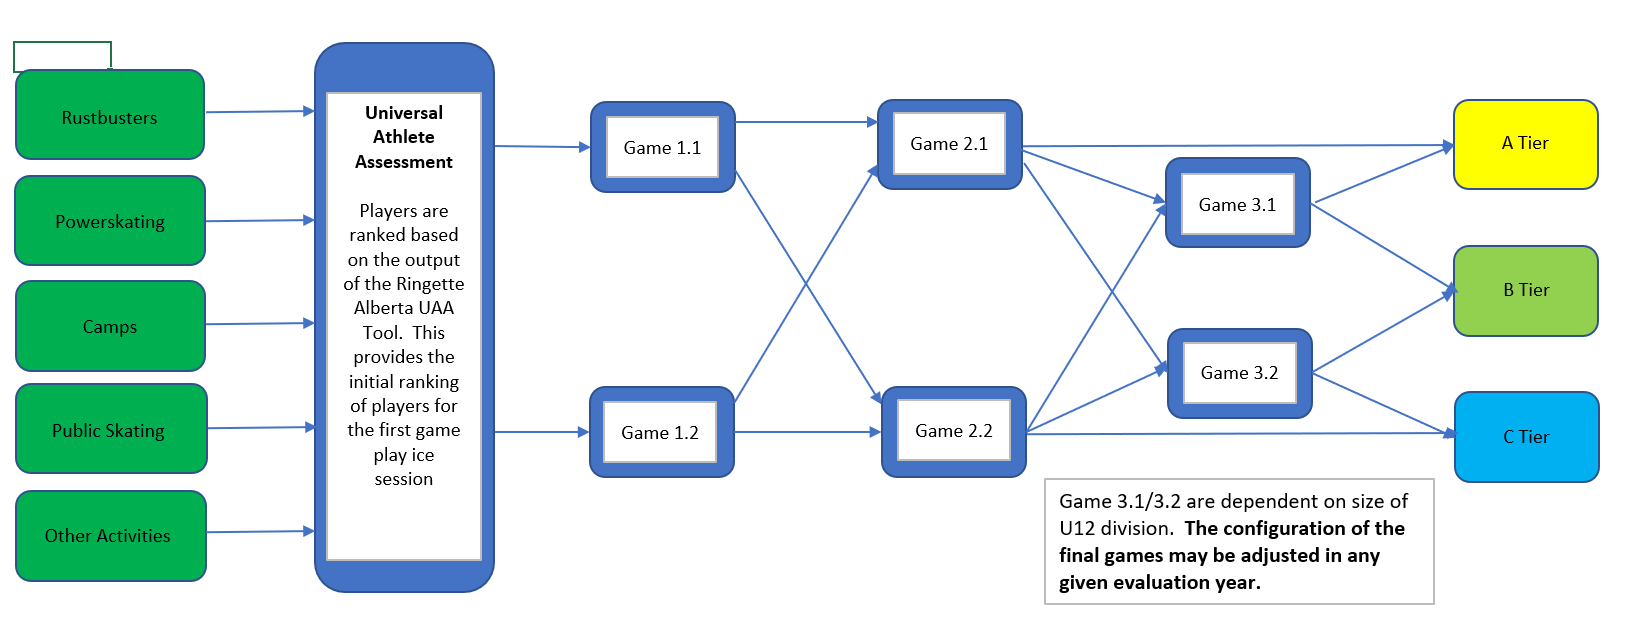 Rustbusters
Powerskating
Camps
Public Skating
Other Activities
Universal
Athlete
Assessment
Players are
ranked based
on the output
of the Ringette
Alberta UAA
Tool.  This
provides the
initial ranking
of players for
the first game
play ice
session
Game 1.1
Game 1.2
Game 2.1
Game 2.2
Game 3.1
Game 3.2
A Tier
B Tier
C Tier
Game 3.1/3.2 are dependent on size of
U12 division.  The configuration of the
final games may be adjusted in any
given evaluation year.